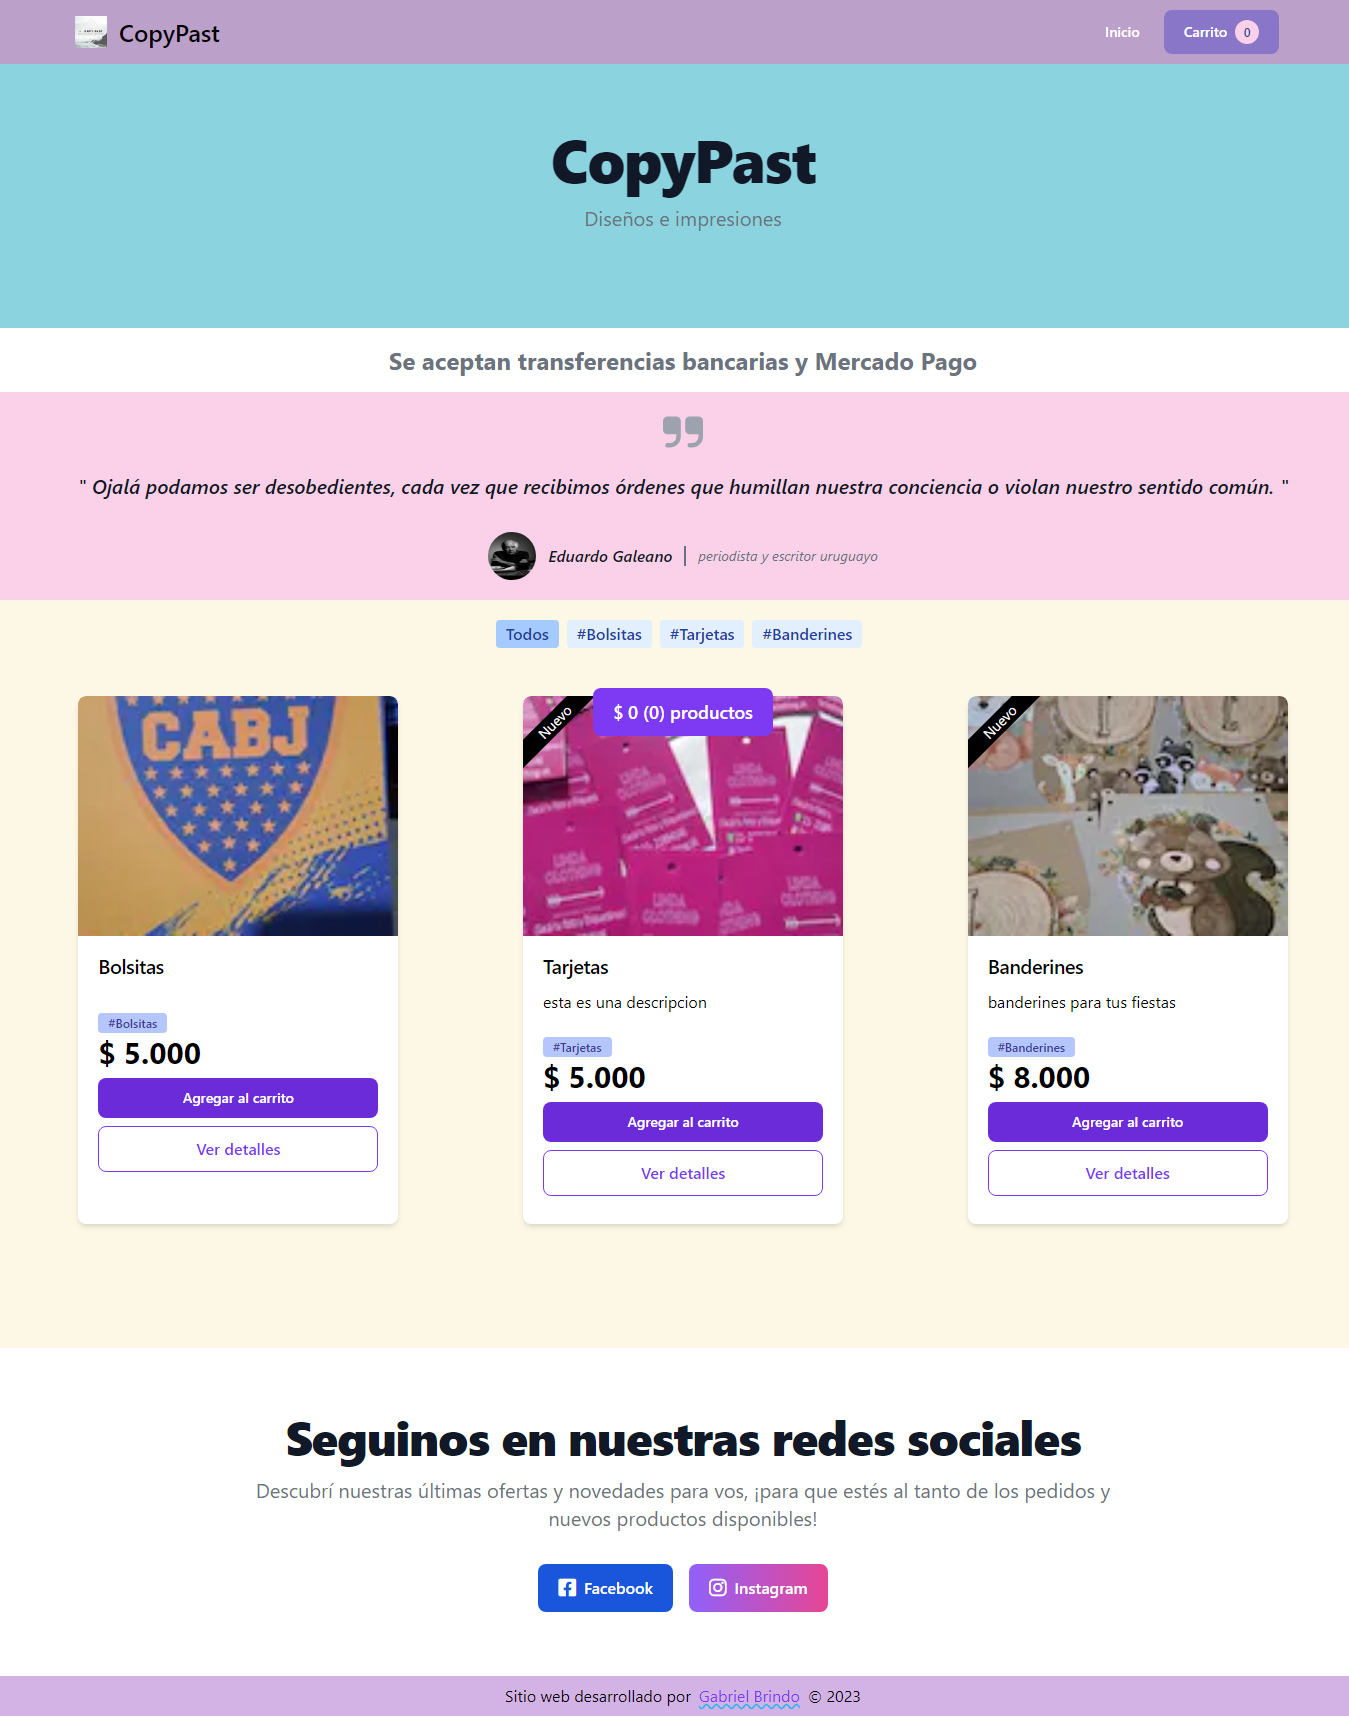 CopyPast
Inicio
Carrito 0
CopyPast
Diseños e impresiones
Se aceptan transferencias bancarias y Mercado Pago
" Ojalá podamos ser desobedientes, cada vez que recibimos órdenes que humillan nuestra conciencia o violan nuestro sentido común. "
Eduardo Galeano
periodista y escritor uruguayo
Todos
#Bolsitas
#Tarjetas
#Banderines
CABJ
Bolsitas
#Bolsitas
$ 5.000
Agregar al carrito
Ver detalles
Nuevo
$ 0 (0) productos
LINDA
CLOTHING
Tarjetas
esta es una descripcion
#Tarjetas
$ 5.000
Agregar al carrito
Ver detalles
Nuevo
Banderines
banderines para tus fiestas
#Banderines
$ 8.000
Agregar al carrito
Ver detalles
Seguinos en nuestras redes sociales
Descubrí nuestras últimas ofertas y novedades para vos, ¡para que estés al tanto de los pedidos y
nuevos productos disponibles!
Facebook
Instagram
Sitio web desarrollado por Gabriel Brindo © 2023